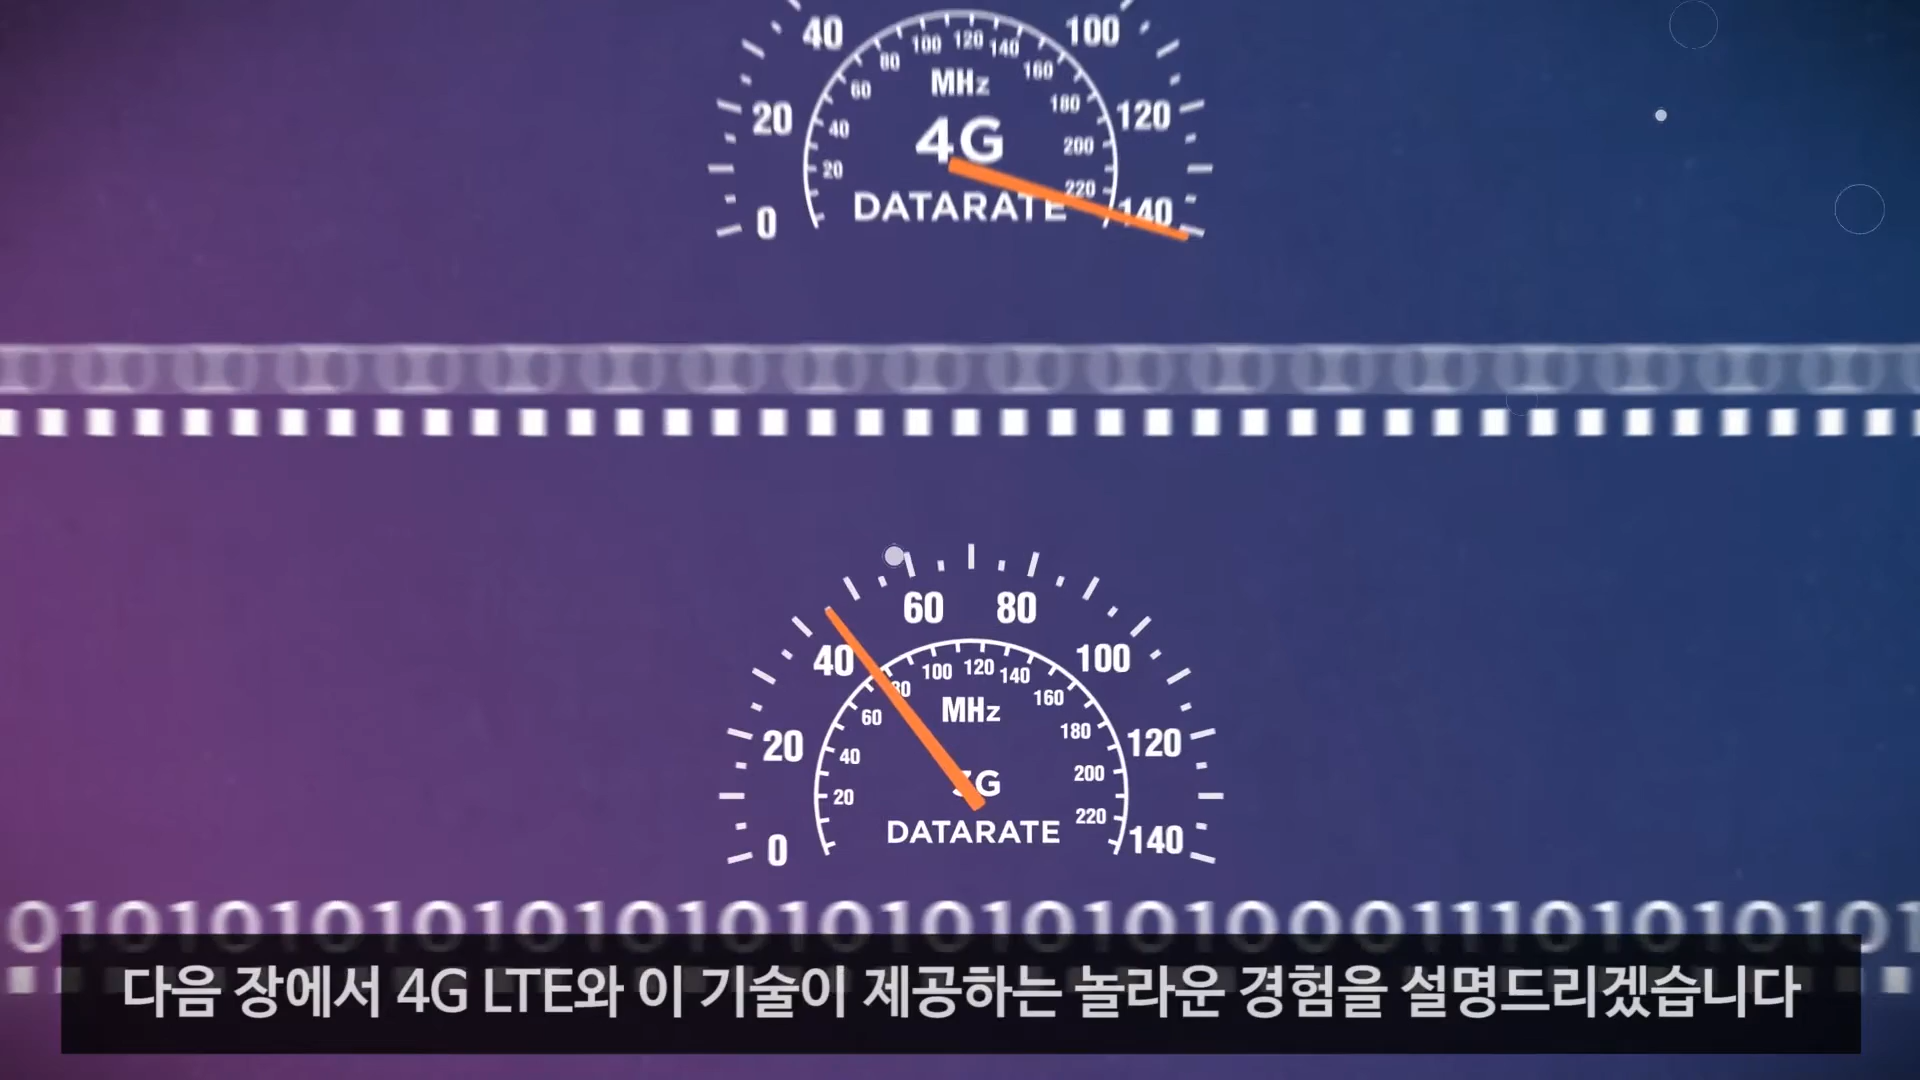 40 100
100 120 140
80 160
60 MHz 180
20 40 4G 200 120
20 220
0 DATARATE 140
60 80
40 100 120 140 100
80 160
60 MHz 180
20 40 200 120
20 G 220
0 DATARATE 140
010101010101010101010101010001110101010
다음 장에서 4G LTE와 이 기술이 제공하는 놀라운 경험을 설명드리겠습니다